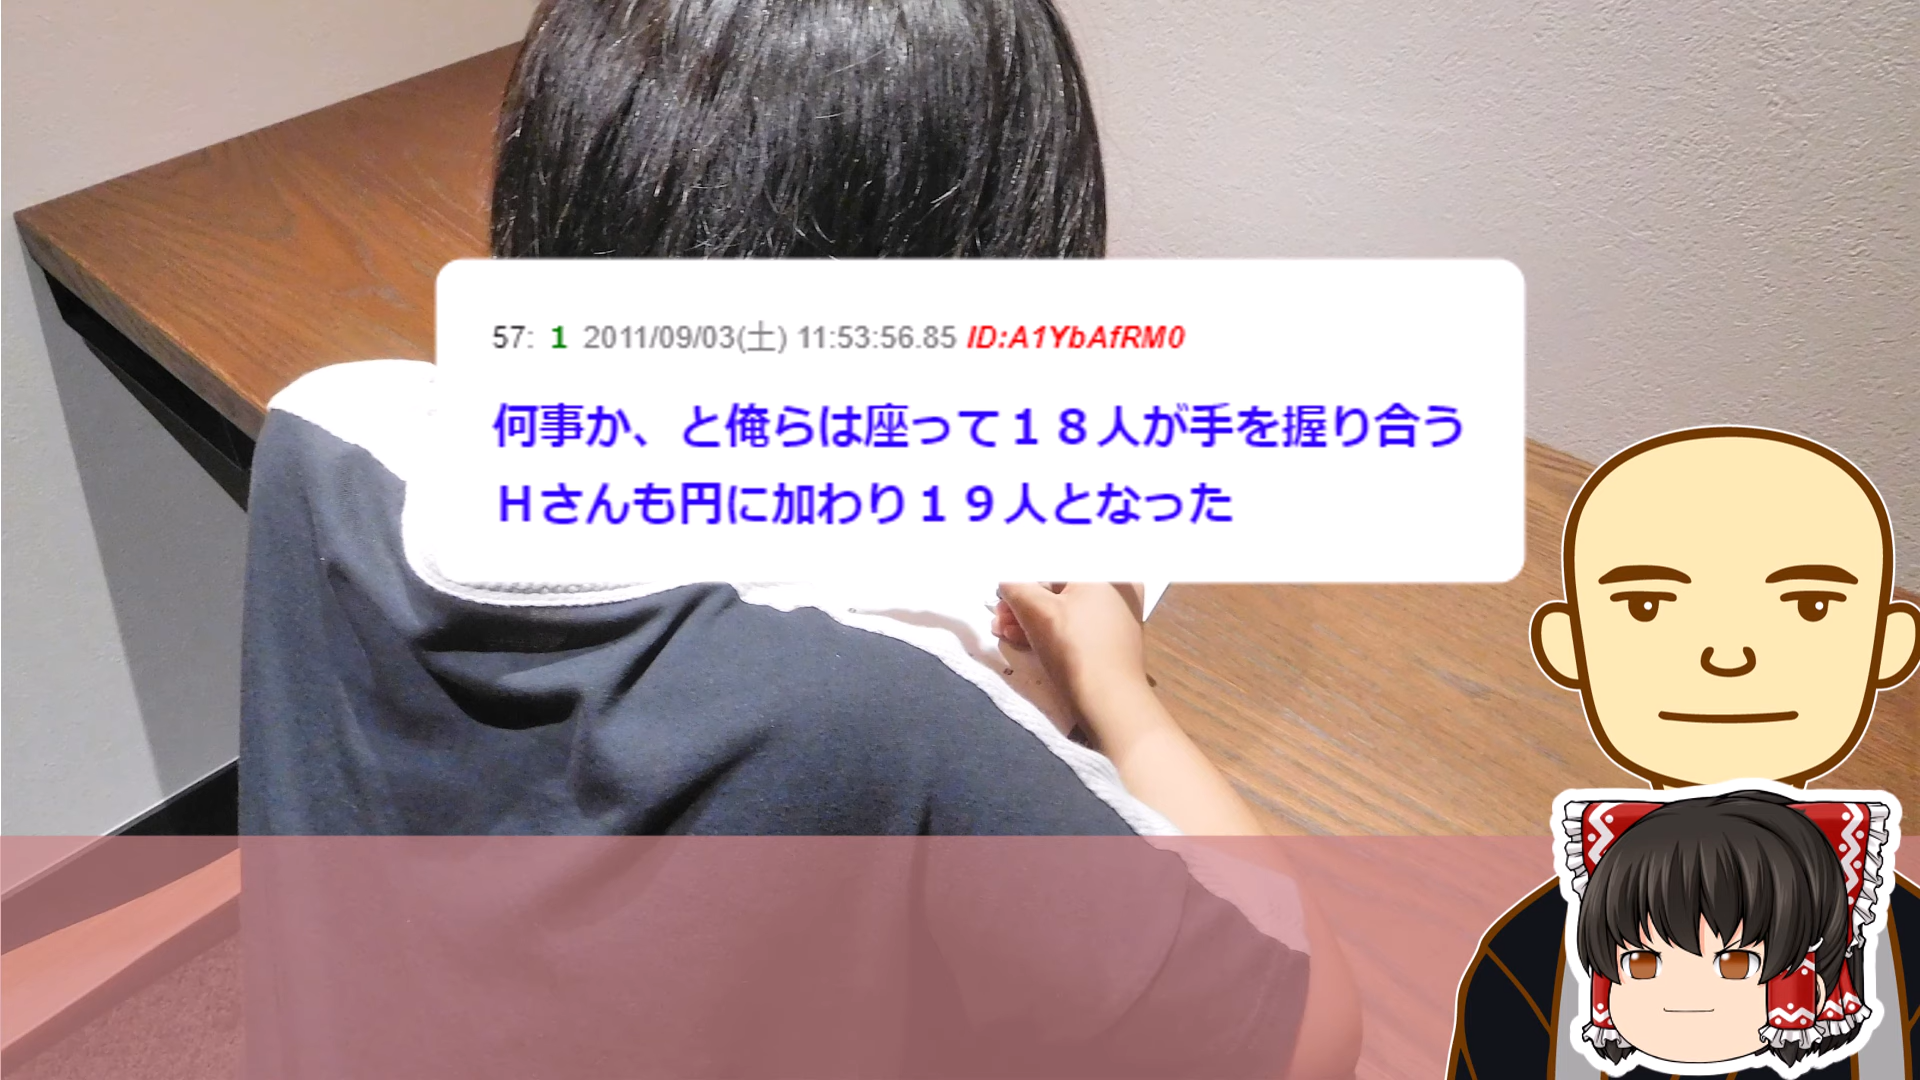 57: 1 2011/09/03(土) 11:53:56.85 ID:A1YbAfRM0
何事か、と俺らは座って１８人が手を握り合う
Ｈさんも円に加わり１９人となった